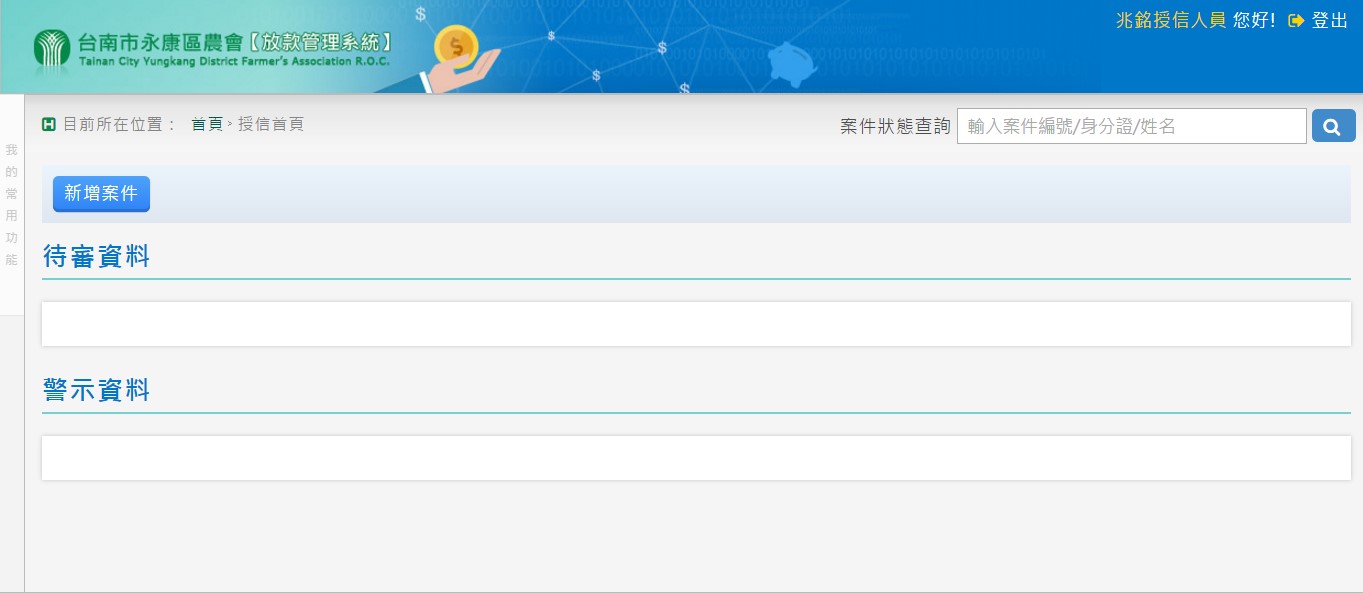 台南市永康區農會【放款管理系統】
Tainan City Yungkang District Farmer's Association R.O.C.
兆銘授信人員 您好! 登出
目前所在位置： 首頁 > 授信首頁
案件狀態查詢 輸入案件編號/身分證/姓名
我的常用功能
新增案件
待審資料
警示資料